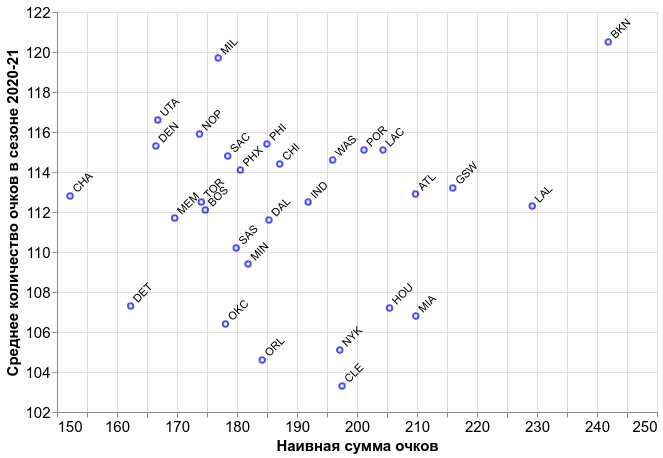 122
120
118
116
114
112
110
108
106
104
102
Среднее количество очков в сезоне 2020-21
BKN
MIL
UTA
NOP
DEN
PHI
SAC
POR
LAC
WAS
CHI
PHX
GSW
ATL
CHA
TOR
IND
LAL
BOS
MEM
DAL
SAS
MIN
DET
HOU
MIA
OKC
NYK
ORL
CLE
150 160 170 180 190 200 210 220 230 240 250
Наивная сумма очков